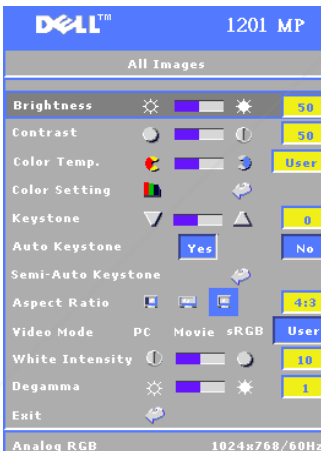 DELL™ 1201 MP
All Images
Brightness 50
Contrast 50
Color Temp. User
Color Setting
Keystone 0
Auto Keystone Yes No
Semi-Auto Keystone
Aspect Ratio 4:3
Video Mode PC Movie sRGB User
White Intensity 10
Degamma 1
Exit
Analog RGB 1024x768/60Hz